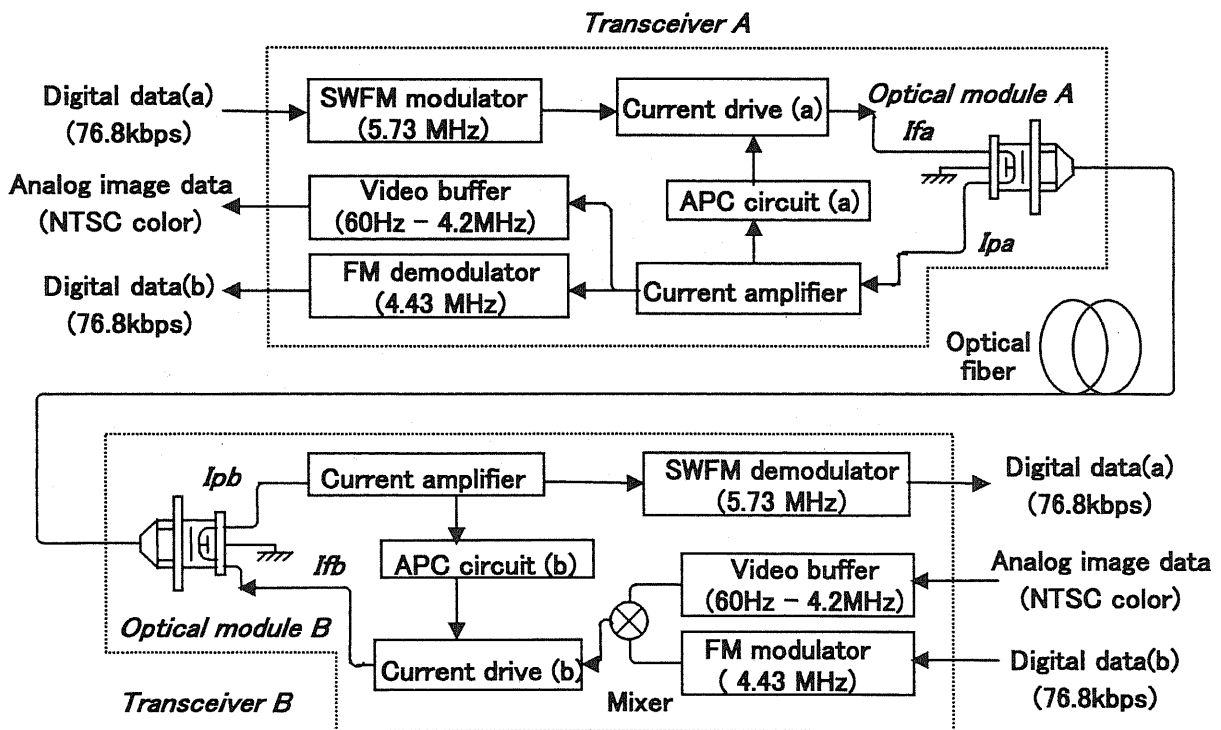 Transceiver A
Digital data(a)
(76.8kbps)
SWFM modulator
(5.73 MHz)
Current drive (a)
Optical module A
Ifa
Analog image data
(NTSC color)
Video buffer
(60Hz - 4.2MHz)
APC circuit (a)
Ipa
Digital data(b)
(76.8kbps)
FM demodulator
(4.43 MHz)
Current amplifier
Optical
fiber
Ipb
Current amplifier
SWFM demodulator
(5.73 MHz)
Digital data(a)
(76.8kbps)
Ifb
APC circuit (b)
Video buffer
(60Hz - 4.2MHz)
Analog image data
(NTSC color)
Optical module B
Current drive (b)
FM modulator
( 4.43 MHz)
Digital data(b)
(76.8kbps)
Transceiver B
Mixer